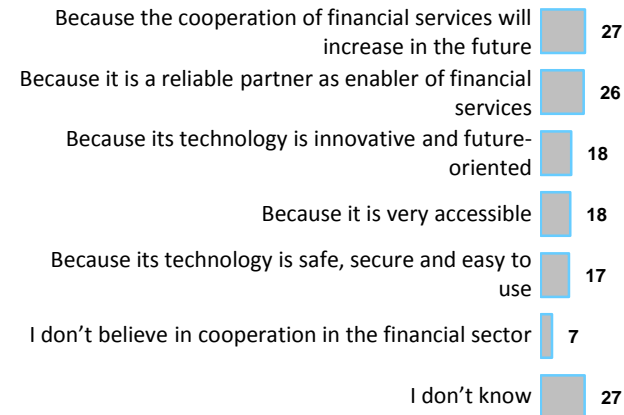 Because the cooperation of financial services will
increase in the future
27
Because it is a reliable partner as enabler of financial
services
26
Because its technology is innovative and future-
oriented
18
Because it is very accessible
18
Because its technology is safe, secure and easy to
use
17
I don’t believe in cooperation in the financial sector
7
I don’t know
27